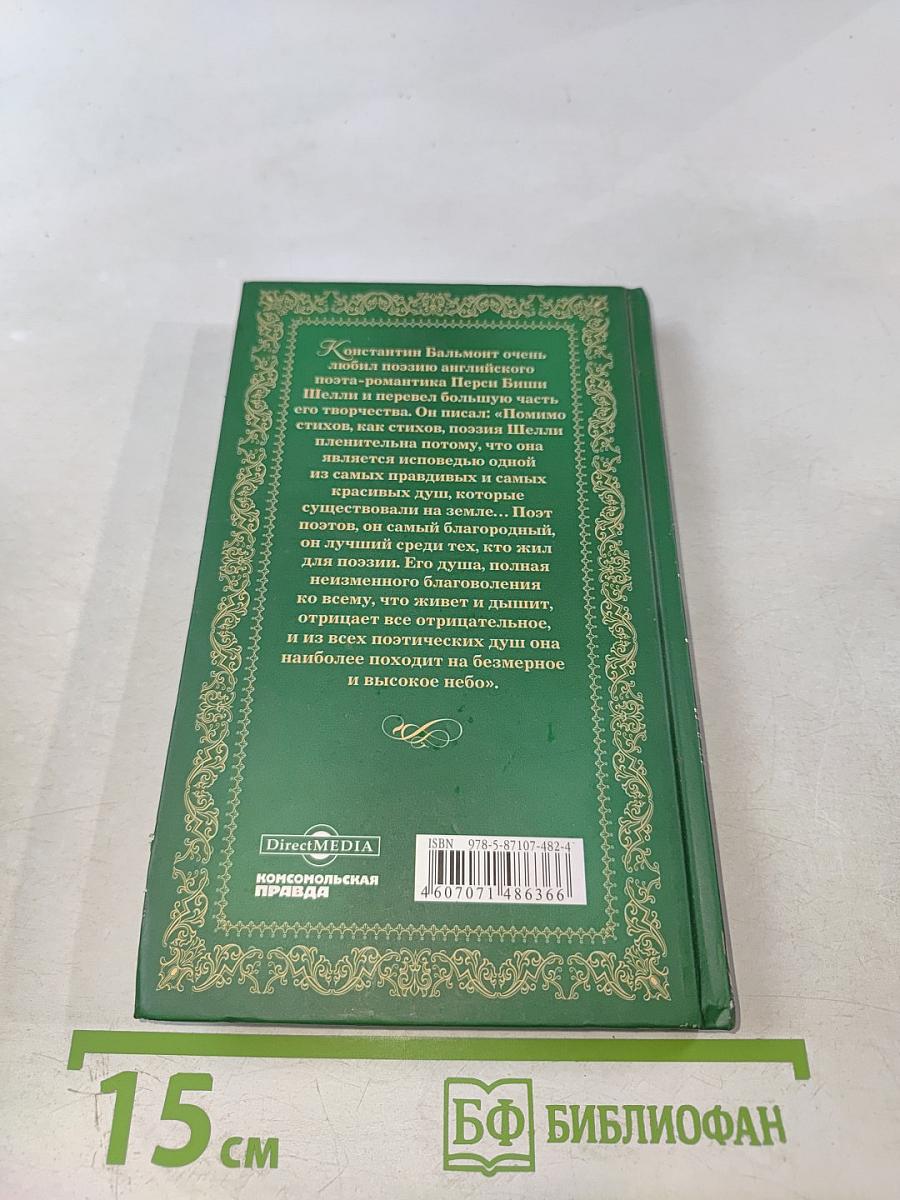 Константин Бальмонт очень
любил поэзию английского
поэта-романтика Перси Биши
Шелли и перевел большую часть
его творчества. Он писал: «Помимо
стихов, как стихов, поэзия Шелли
пленительна потому, что она
является исповедью одной
из самых правдивых и самых
красивых душ, которые
существовали на земле... Поэт
поэтов, он самый благородный,
он лучший среди тех, кто жил
для поэзии. Его душа, полная
неизменного благоволения
ко всему, что живет и дышит,
отрицает все отрицательное,
и из всех поэтических душ она
наиболее походит на безмерное
и высокое небо».
DirectMEDIA
КОМСОМОЛЬСКАЯ
ПРАВДА
ISBN 978-5-87107-482-4
4 607071 486366
15 см
БФ БИБЛИОФАН